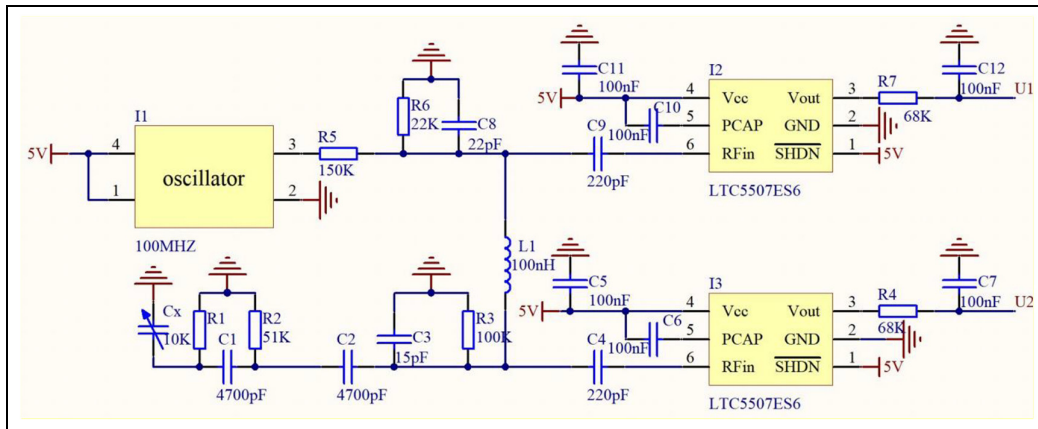 I1
5V
4
1
oscillator
3
2
100MHZ
R5
150K
R6
22K
C8
22pF
C9
220pF
C11
100nF
5V
C10
100nF
I2
4
5
6
Vcc
PCAP
RFin
Vout
GND
SHDN
3
2
1
LTC5507ES6
R7
68K
5V
C12
100nF
U1
L1
100nH
Cx
R1
10K
C1
4700pF
R2
51K
C2
4700pF
C3
15pF
R3
100K
C4
220pF
C5
100nF
5V
C6
100nF
I3
4
5
6
Vcc
PCAP
RFin
Vout
GND
SHDN
3
2
1
LTC5507ES6
R4
68K
5V
C7
100nF
U2